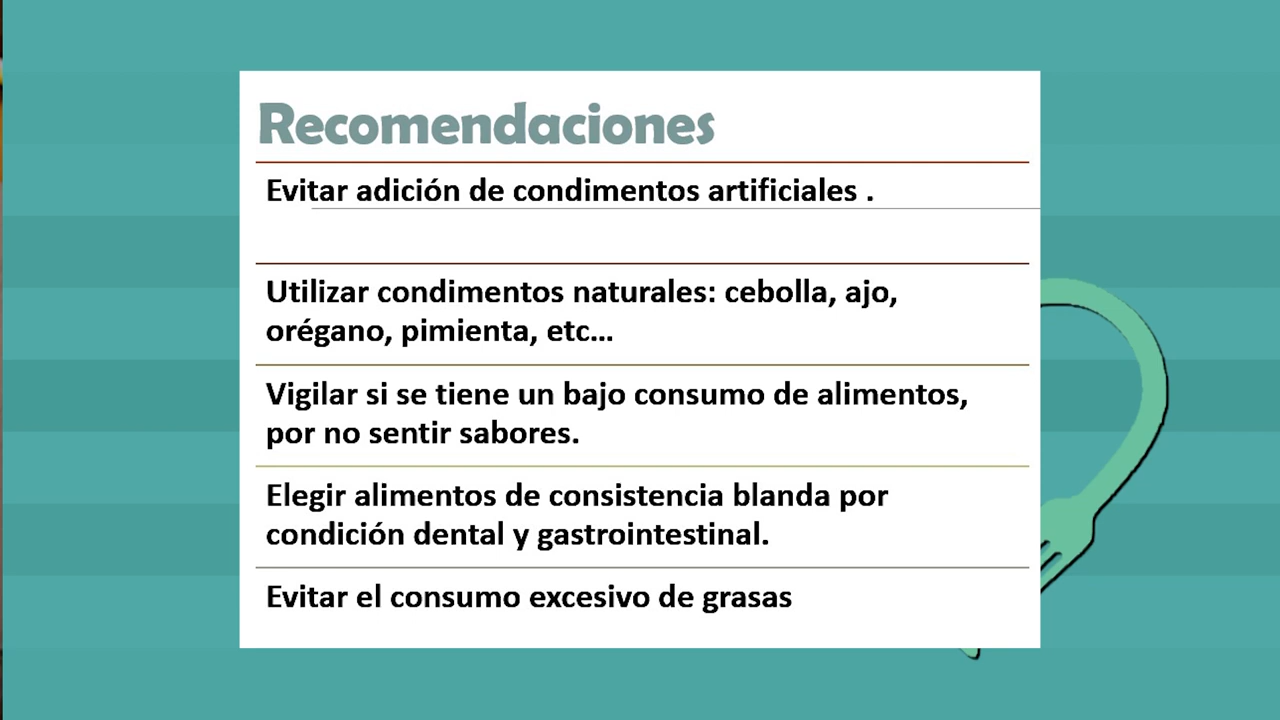 Recomendaciones
Evitar adición de condimentos artificiales .
Utilizar condimentos naturales: cebolla, ajo,
orégano, pimienta, etc...
Vigilar si se tiene un bajo consumo de alimentos,
por no sentir sabores.
Elegir alimentos de consistencia blanda por
condición dental y gastrointestinal.
Evitar el consumo excesivo de grasas